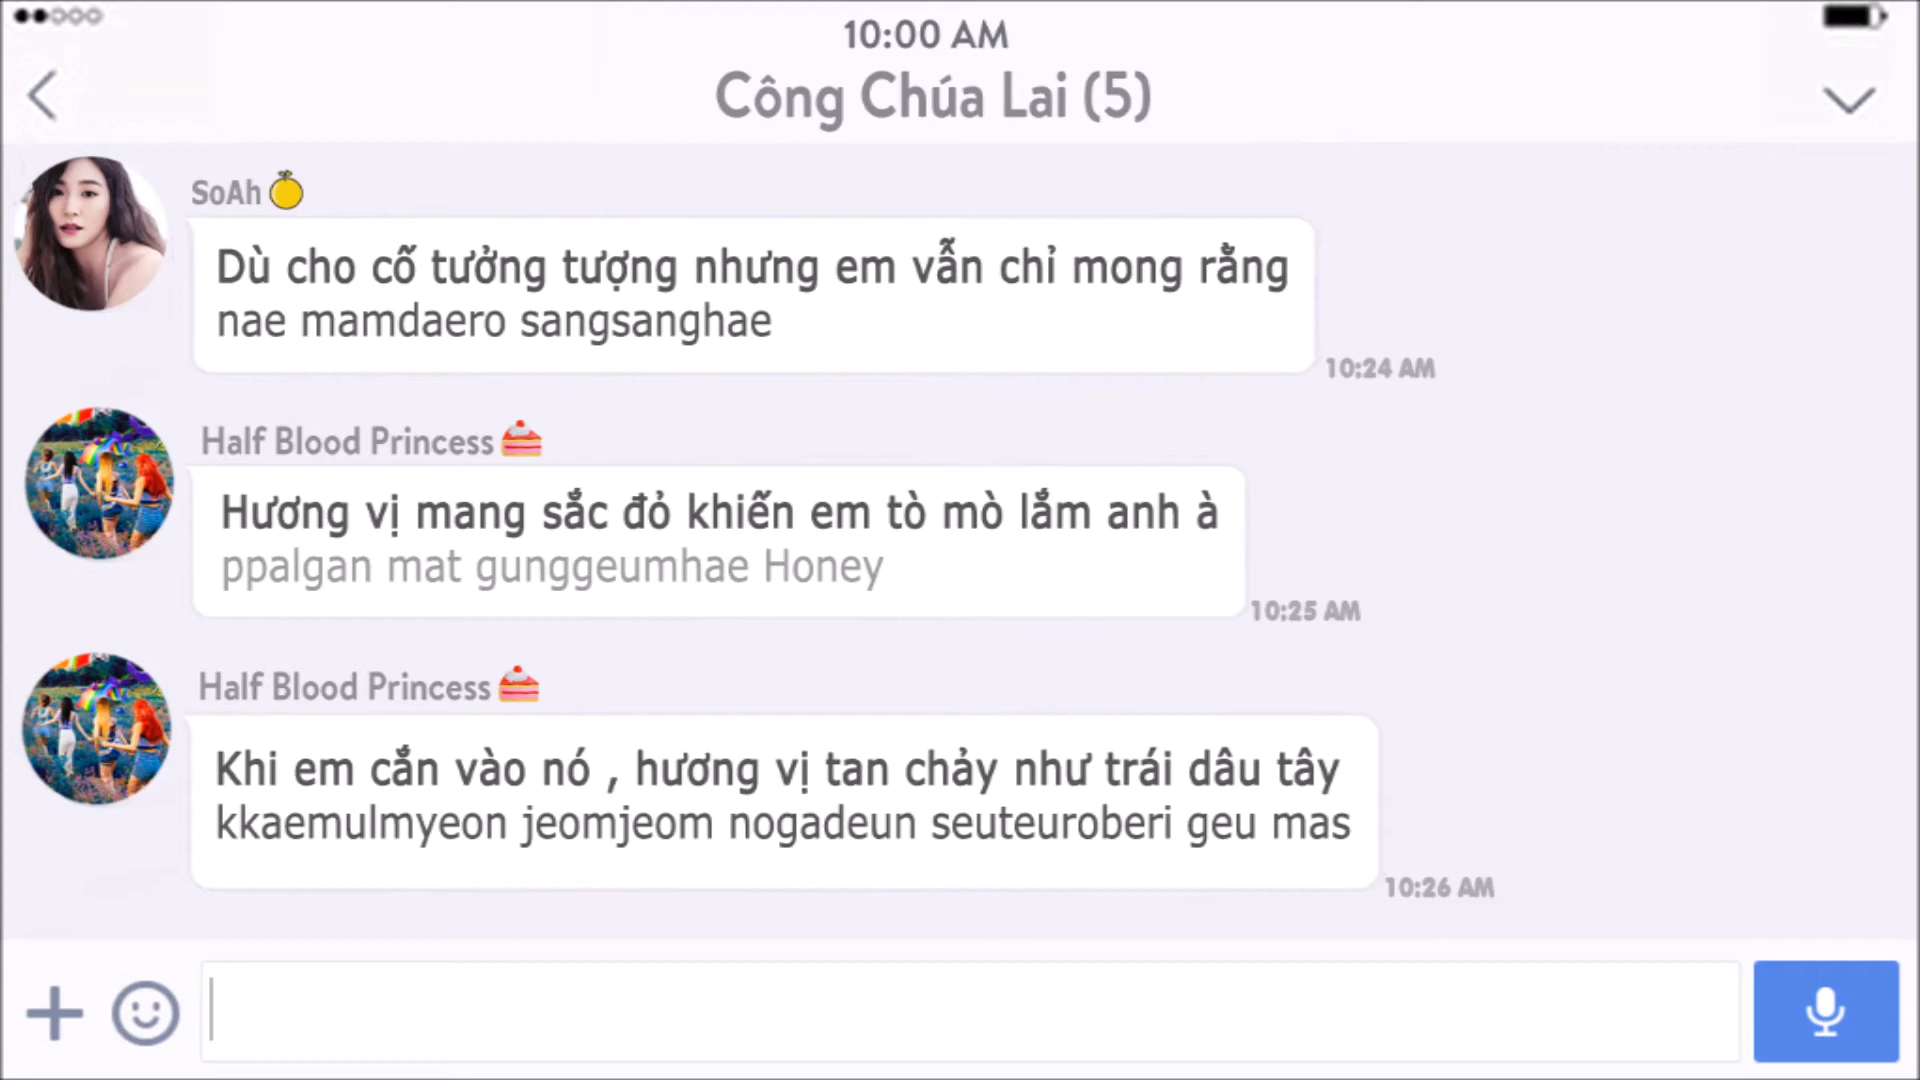 10:00 AM
Công Chúa Lai (5)
SoAh
Dù cho cỗ tưởng tượng nhưng em vẫn chỉ mong rằng
nae mamdaero sangsanghae
10:24 AM
Half Blood Princess
Hương vị mang sắc đỏ khiến em tò mò lắm anh à
ppalgan mat gunggeumhae Honey
10:25 AM
Half Blood Princess
Khi em cắn vào nó , hương vị tan chảy như trái dâu tây
kkaemulmyeon jeomjeom nogadeun seuteuroberi geu mas
10:26 AM